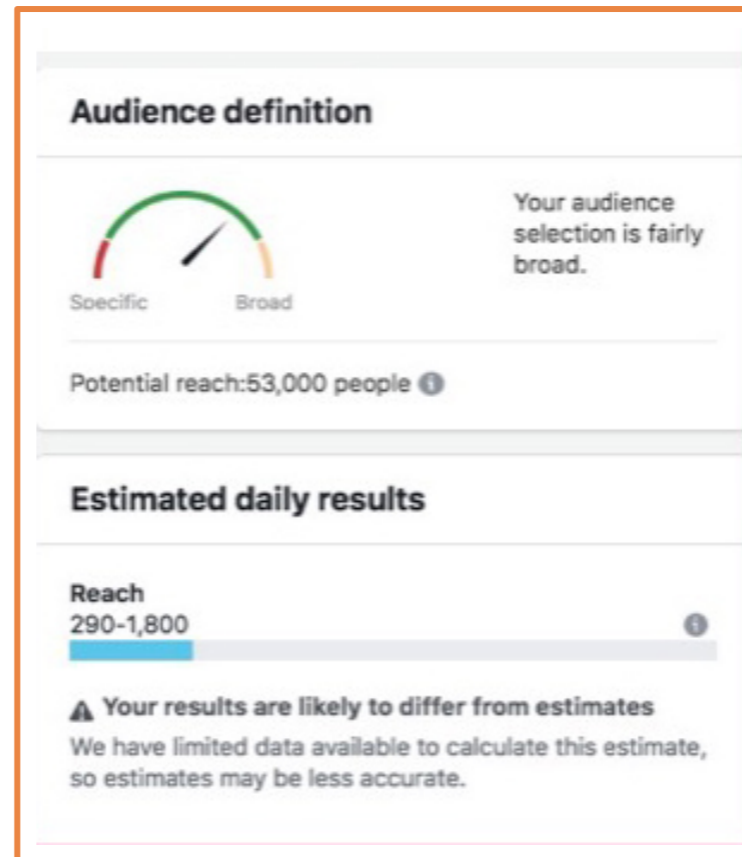 Audience definition
Your audience
selection is fairly
broad.
Specific Broad
Potential reach:53,000 people
Estimated daily results
Reach
290-1,800
Your results are likely to differ from estimates
We have limited data available to calculate this estimate,
so estimates may be less accurate.